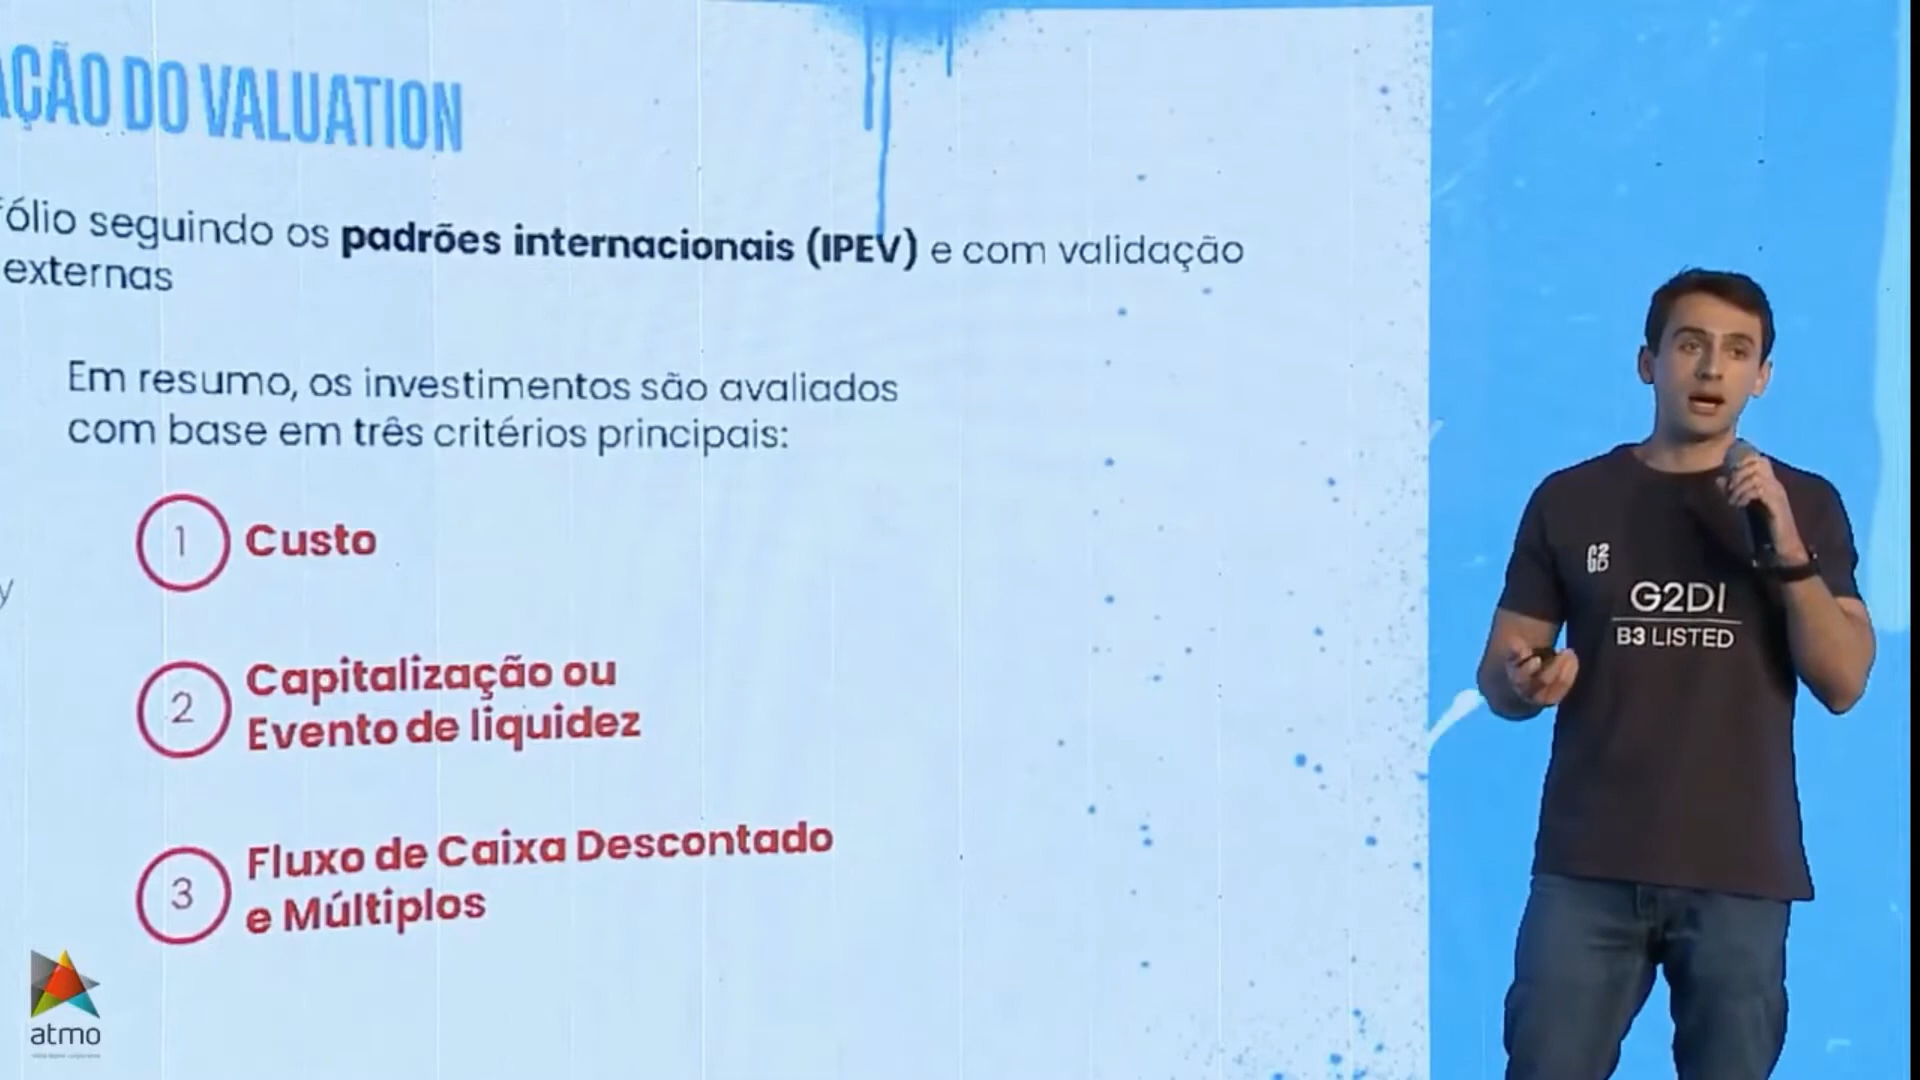 AÇÃO DO VALUATION
fólio seguindo os padrões internacionais (IPEV) e com validação
externas
Em resumo, os investimentos são avaliados
com base em três critérios principais:
1 Custo
y
2 Capitalização ou
Evento de liquidez
3 Fluxo de Caixa Descontado
e Múltiplos
G2D
G2DI
B3 LISTED
atmo